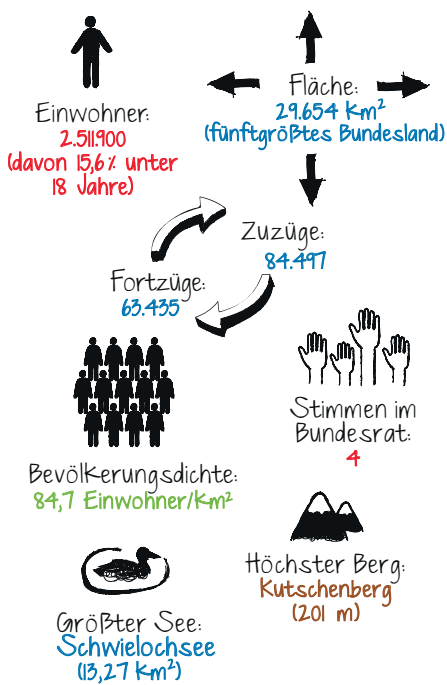 Einwohner:
2.511.900
(davon 15,6% unter
18 Jahre)
Fläche:
29.654 km²
(fünftgrößtes Bundesland)
Zuzüge:
84.497
Fortzüge:
63.435
Stimmen im
Bundesrat:
4
Bevölkerungsdichte:
84,7 Einwohner/km²
Höchster Berg:
Kutschenberg
(201 m)
Größter See:
Schwielochsee
(13,27 km²)